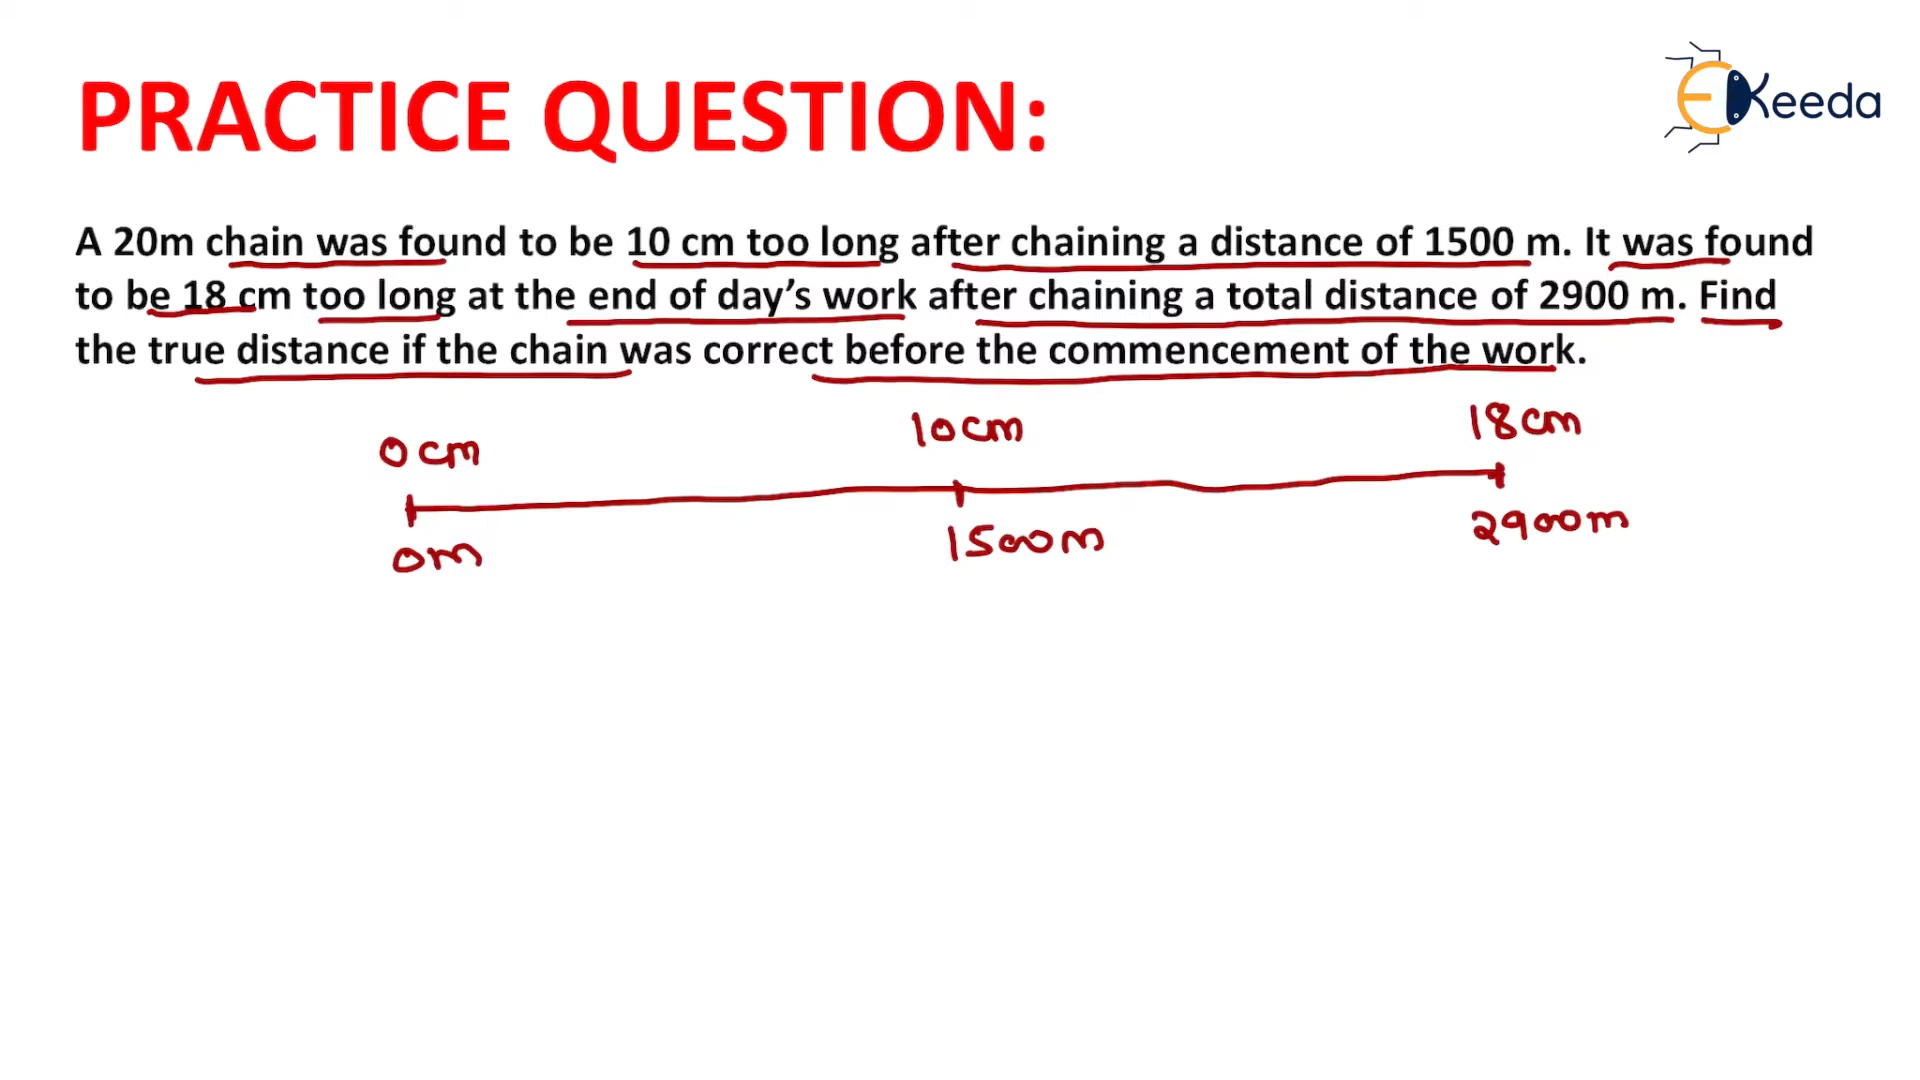 PRACTICE QUESTION:
EKeeda
A 20m chain was found to be 10 cm too long after chaining a distance of 1500 m. It was found
to be 18 cm too long at the end of day’s work after chaining a total distance of 2900 m. Find
the true distance if the chain was correct before the commencement of the work.
0cm 10cm 18cm
0m 1500m 2900m